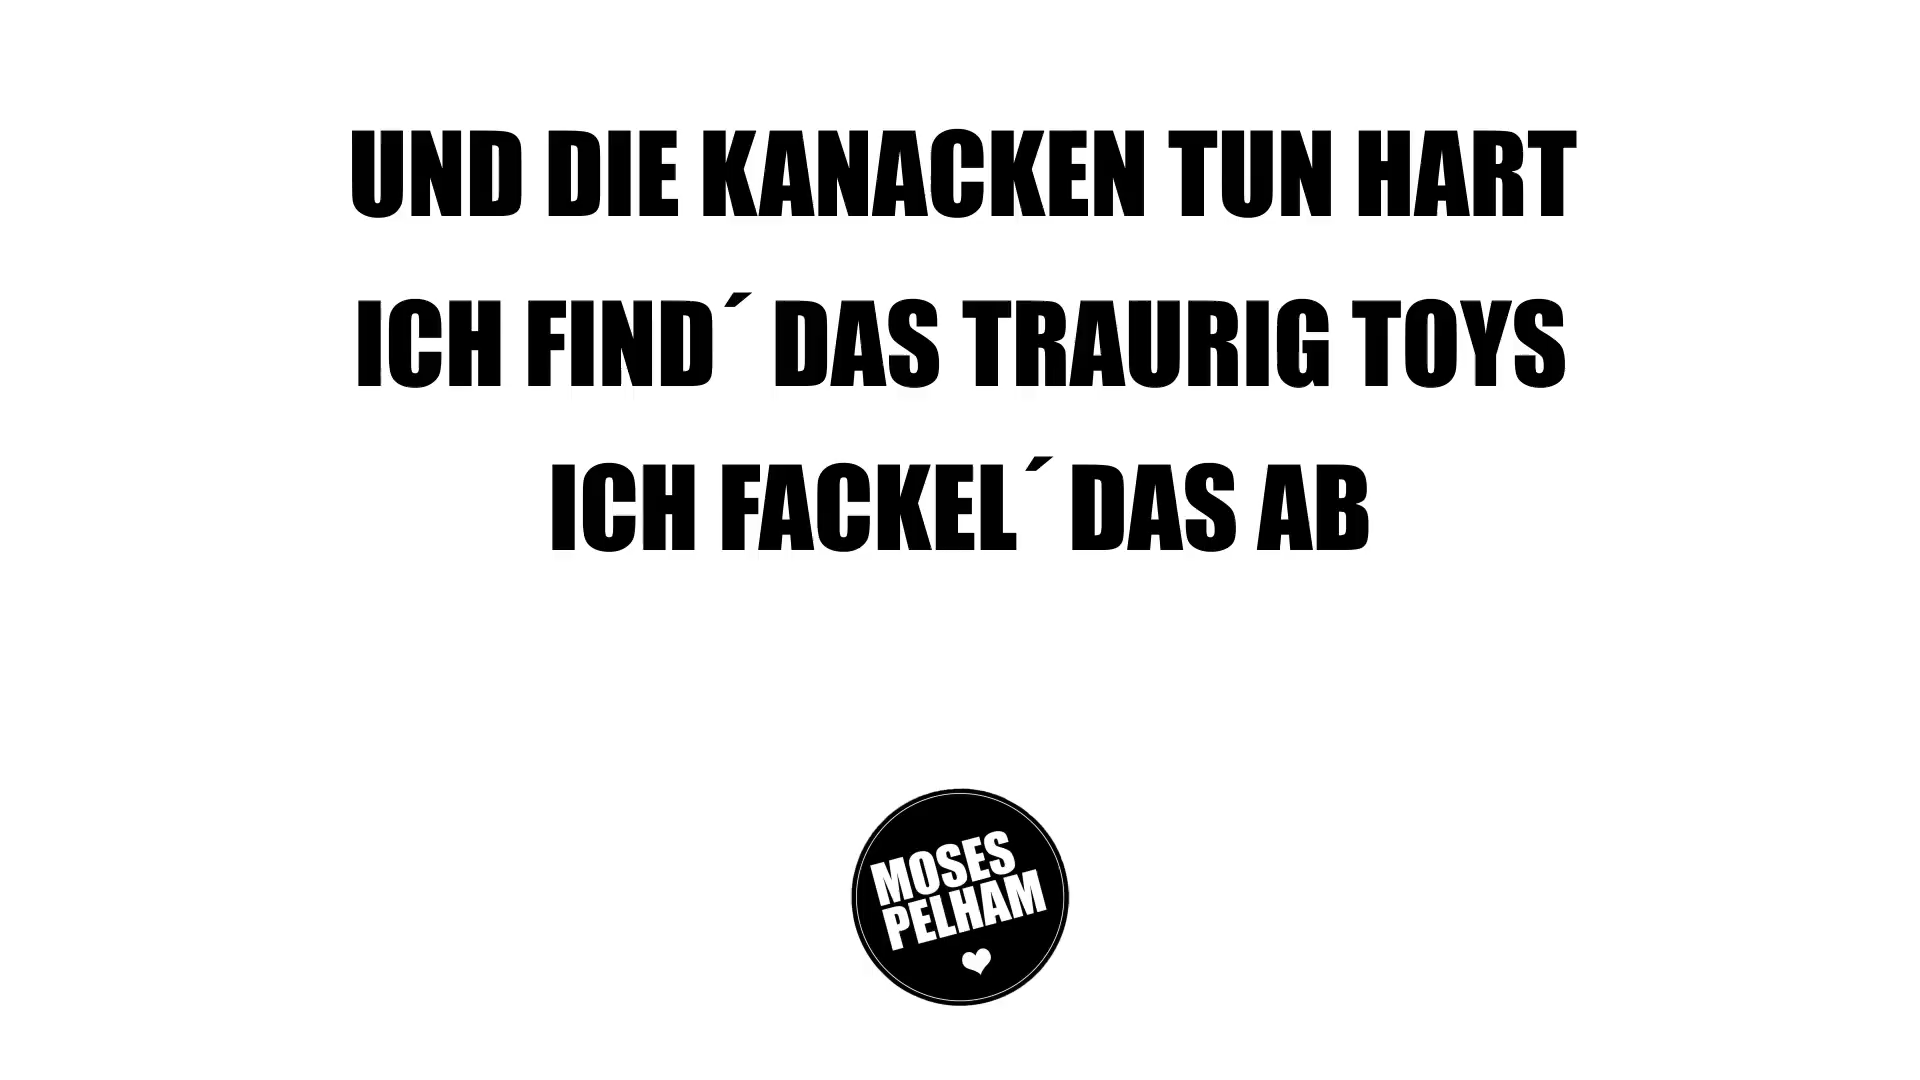 UND DIE KANACKEN TUN HART
ICH FIND´ DAS TRAURIG TOYS
ICH FACKEL´ DAS AB
MOSES
PELHAM